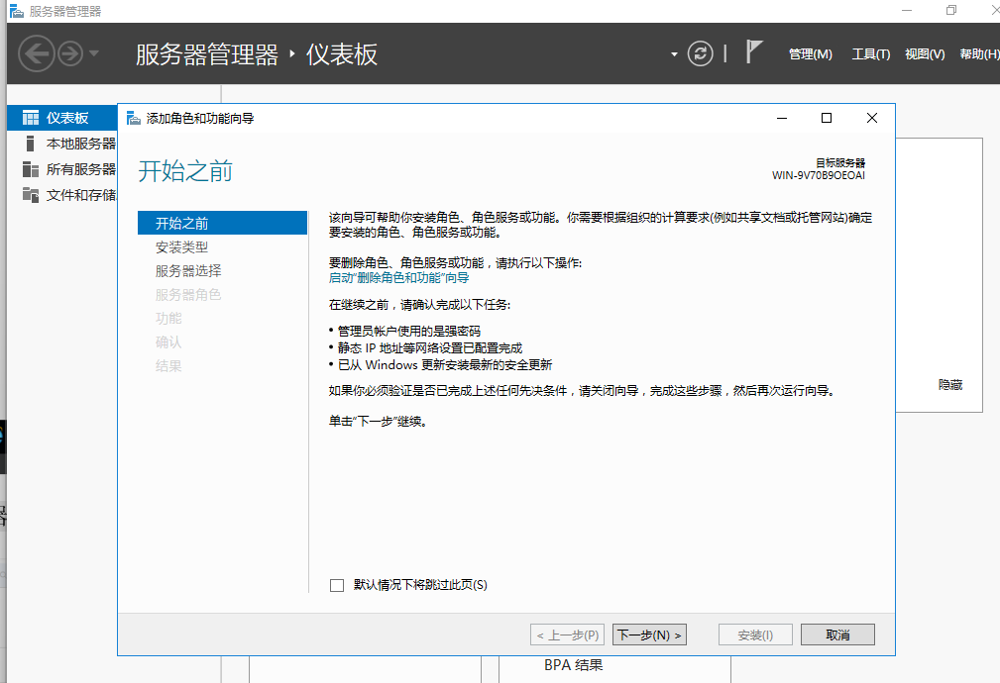 服务器管理器
服务器管理器 ‣ 仪表板
管理(M) 工具(T) 视图(V) 帮助(H)
仪表板
本地服务器
所有服务器
文件和存储
添加角色和功能向导
开始之前
目标服务器
WIN-9V70B9OEOAI
开始之前
安装类型
服务器选择
服务器角色
功能
确认
结果
该向导可帮助你安装角色、角色服务或功能。你需要根据组织的计算要求(例如共享文档或托管网站)确定
要安装的角色、角色服务或功能。
要删除角色、角色服务或功能，请执行以下操作:
启动“删除角色和功能”向导
在继续之前，请确认完成以下任务:
• 管理员帐户使用的是强密码
• 静态 IP 地址等网络设置已配置完成
• 已从 Windows 更新安装最新的安全更新
如果你必须验证是否已完成上述任何先决条件，请关闭向导，完成这些步骤，然后再次运行向导。
单击“下一步”继续。
默认情况下将跳过此页(S)
< 上一步(P) 下一步(N) > 安装(I) 取消
隐藏
BPA 结果